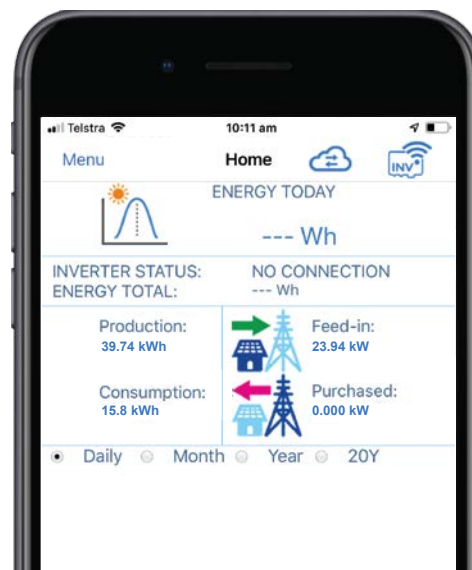 Telstra 10:11 am
Menu Home INV
ENERGY TODAY
--- Wh
INVERTER STATUS: NO CONNECTION
ENERGY TOTAL: --- Wh
Production: Feed-in:
39.74 kWh 23.94 kWh
Consumption: Purchased:
15.8 kWh 0.000 kW
Daily Month Year 20Y